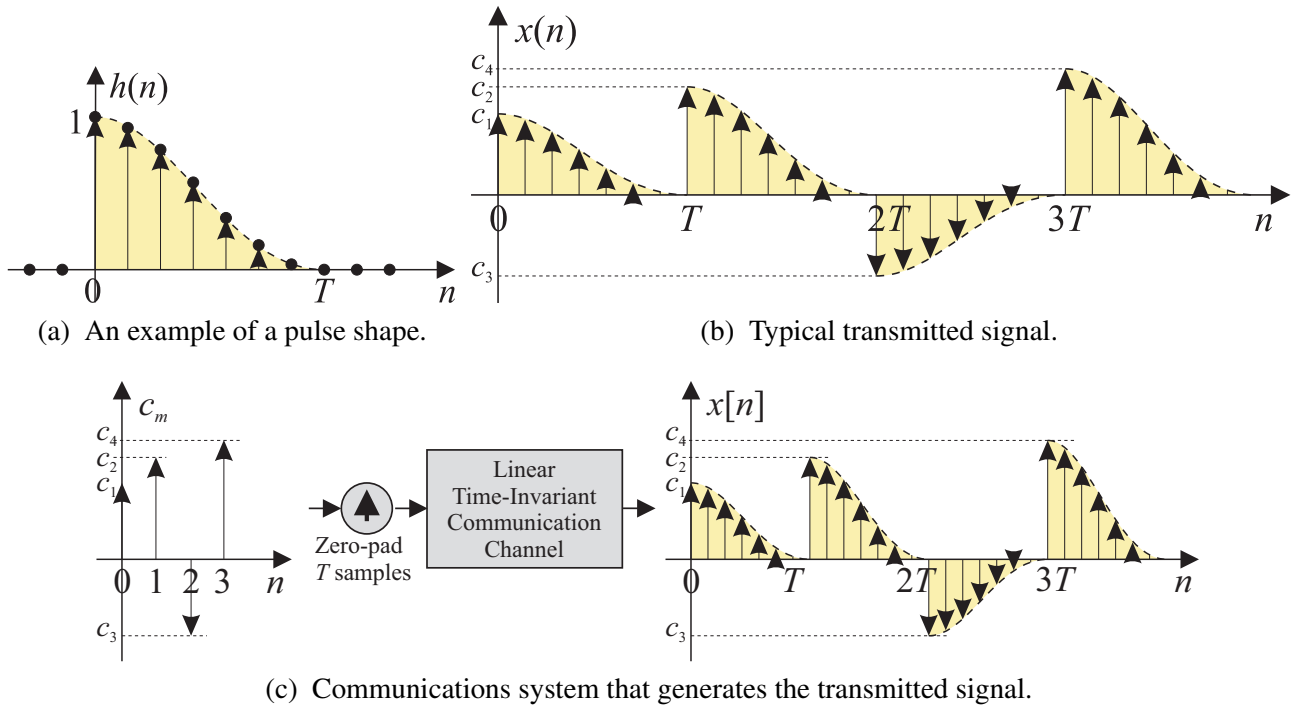 h(n)
1
0
T
n
(a) An example of a pulse shape.
x(n)
c₄
c₂
c₁
0
T
2T
3T
n
c₃
(b) Typical transmitted signal.
cₘ
c₄
c₂
c₁
0 1 2 3 n
c₃
Zero-pad
T samples
Linear
Time-Invariant
Communication
Channel
x[n]
c₄
c₂
c₁
0
T
2T
3T
n
c₃
(c) Communications system that generates the transmitted signal.